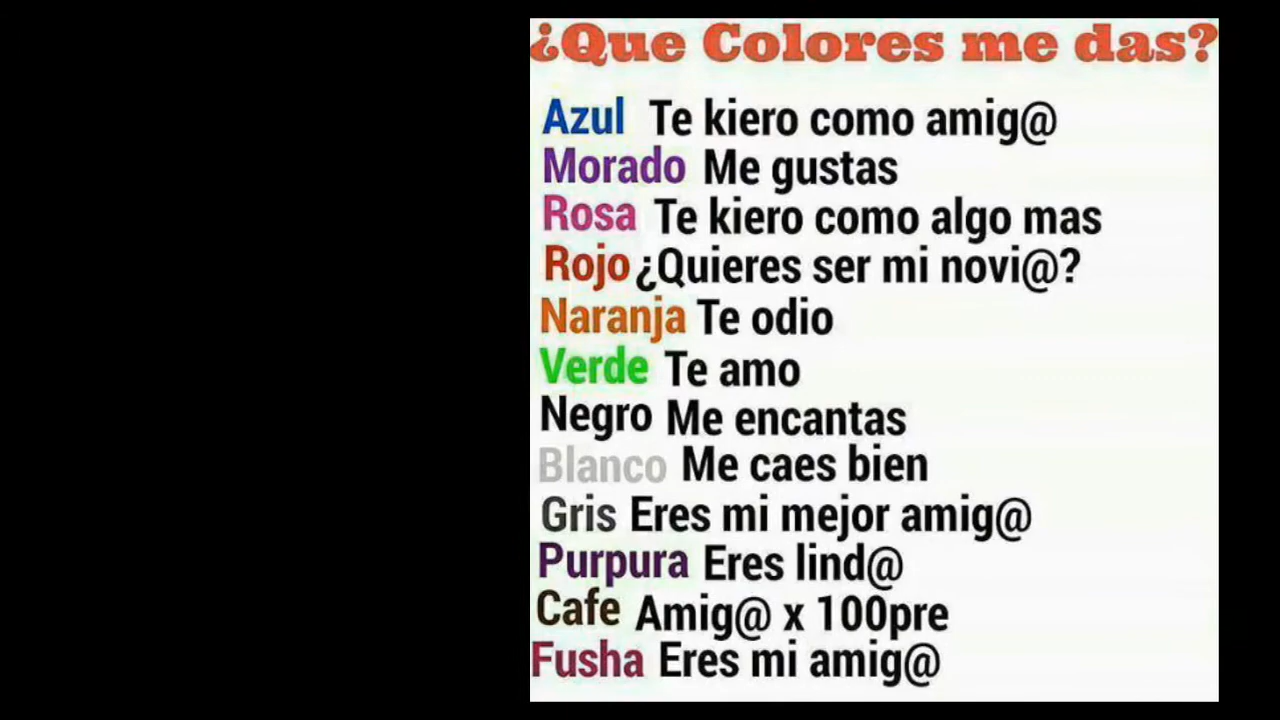 ¿Que Colores me das?
Azul Te kiero como amig@
Morado Me gustas
Rosa Te kiero como algo mas
Rojo ¿Quieres ser mi novi@?
Naranja Te odio
Verde Te amo
Negro Me encantas
Blanco Me caes bien
Gris Eres mi mejor amig@
Purpura Eres lind@
Cafe Amig@ x 100pre
Fusha Eres mi amig@